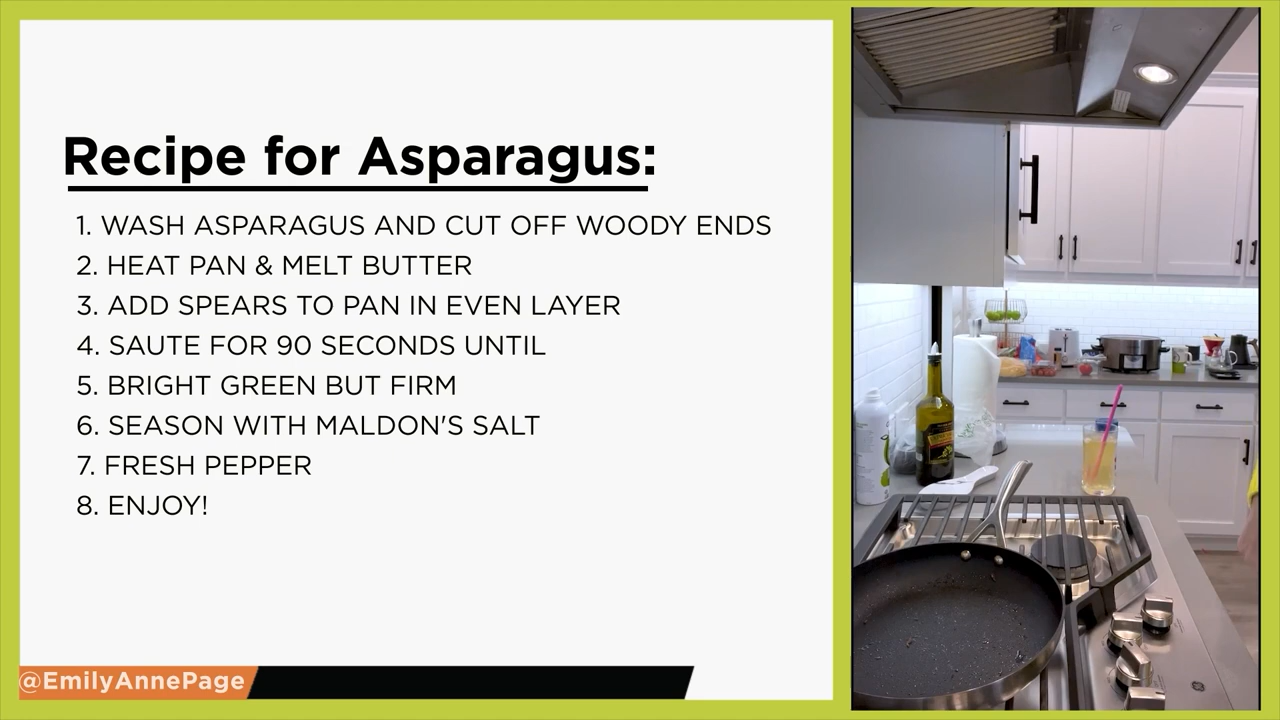 Recipe for Asparagus:
1. WASH ASPARAGUS AND CUT OFF WOODY ENDS
2. HEAT PAN & MELT BUTTER
3. ADD SPEARS TO PAN IN EVEN LAYER
4. SAUTE FOR 90 SECONDS UNTIL
5. BRIGHT GREEN BUT FIRM
6. SEASON WITH MALDON'S SALT
7. FRESH PEPPER
8. ENJOY!
@EmilyAnnePage